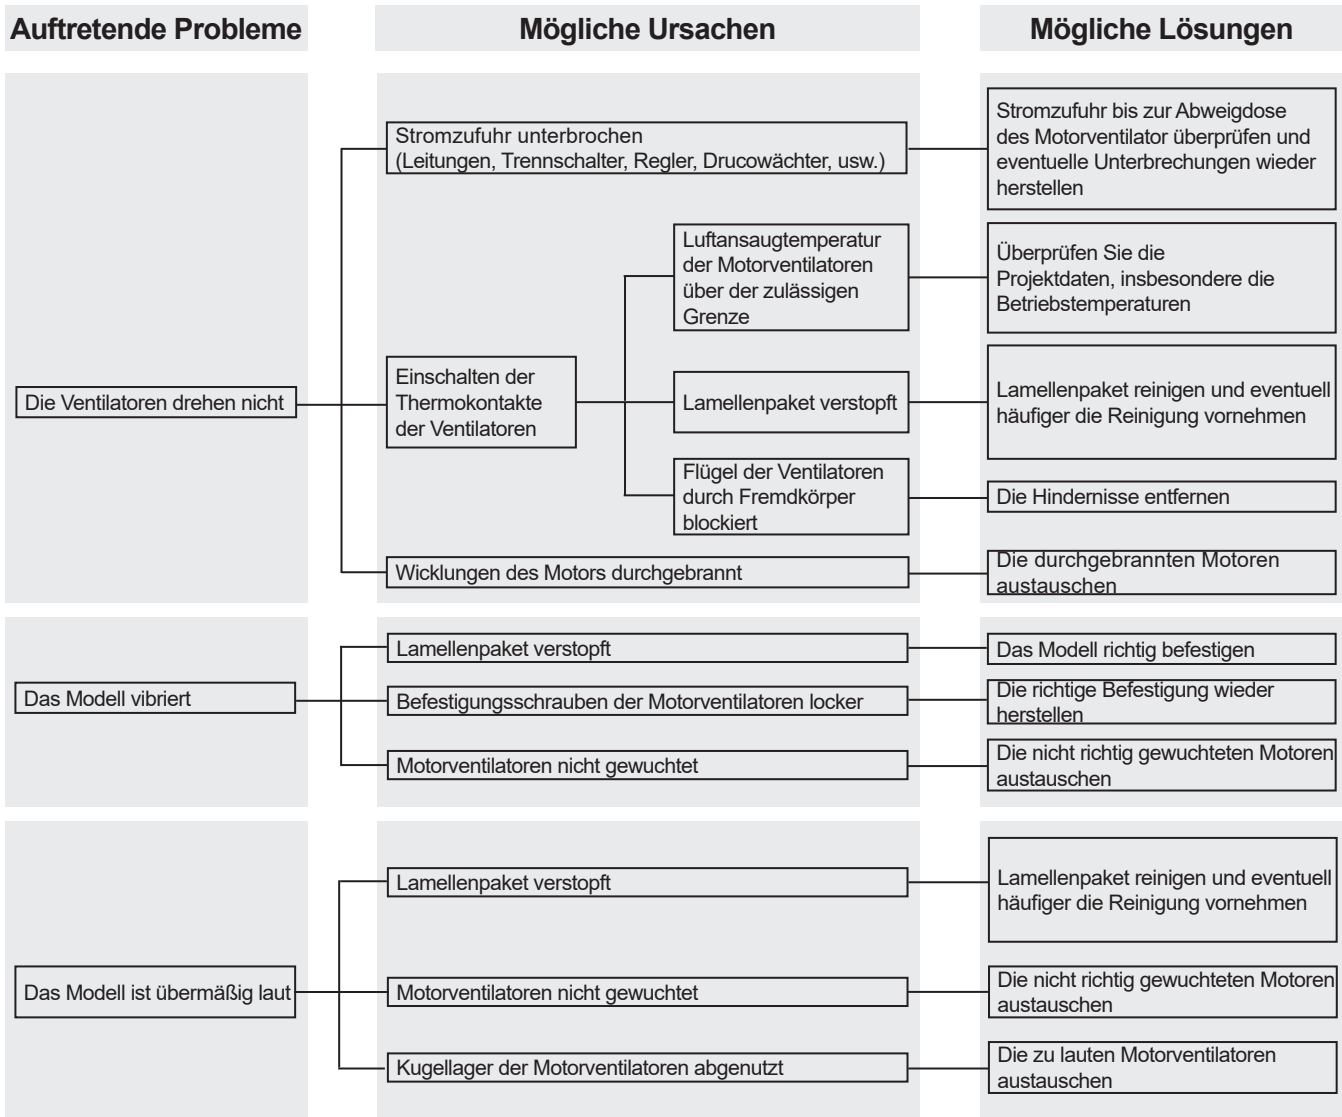 Auftretende Probleme
Mögliche Ursachen
Mögliche Lösungen
Die Ventilatoren drehen nicht
Stromzufuhr unterbrochen
(Leitungen, Trennschalter, Regler, Drucowächter, usw.)
Stromzufuhr bis zur Abweigdose
des Motorventilator überprüfen und
eventuelle Unterbrechungen wieder
herstellen
Einschalten der
Thermokontakte
der Ventilatoren
Luftansaugtemperatur
der Motorventilatoren
über der zulässigen
Grenze
Überprüfen Sie die
Projektdaten, insbesondere die
Betriebstemperaturen
Lamellenpaket verstopft
Lamellenpaket reinigen und eventuell
häufiger die Reinigung vornehmen
Flügel der Ventilatoren
durch Fremdkörper
blockiert
Die Hindernisse entfernen
Wicklungen des Motors durchgebrannt
Die durchgebrannten Motoren
austauschen
Das Modell vibriert
Lamellenpaket verstopft
Das Modell richtig befestigen
Befestigungsschrauben der Motorventilatoren locker
Die richtige Befestigung wieder
herstellen
Motorventilatoren nicht gewuchtet
Die nicht richtig gewuchteten Motoren
austauschen
Das Modell ist übermäßig laut
Lamellenpaket verstopft
Lamellenpaket reinigen und eventuell
häufiger die Reinigung vornehmen
Motorventilatoren nicht gewuchtet
Die nicht richtig gewuchteten Motoren
austauschen
Kugellager der Motorventilatoren abgenutzt
Die zu lauten Motorventilatoren
austauschen